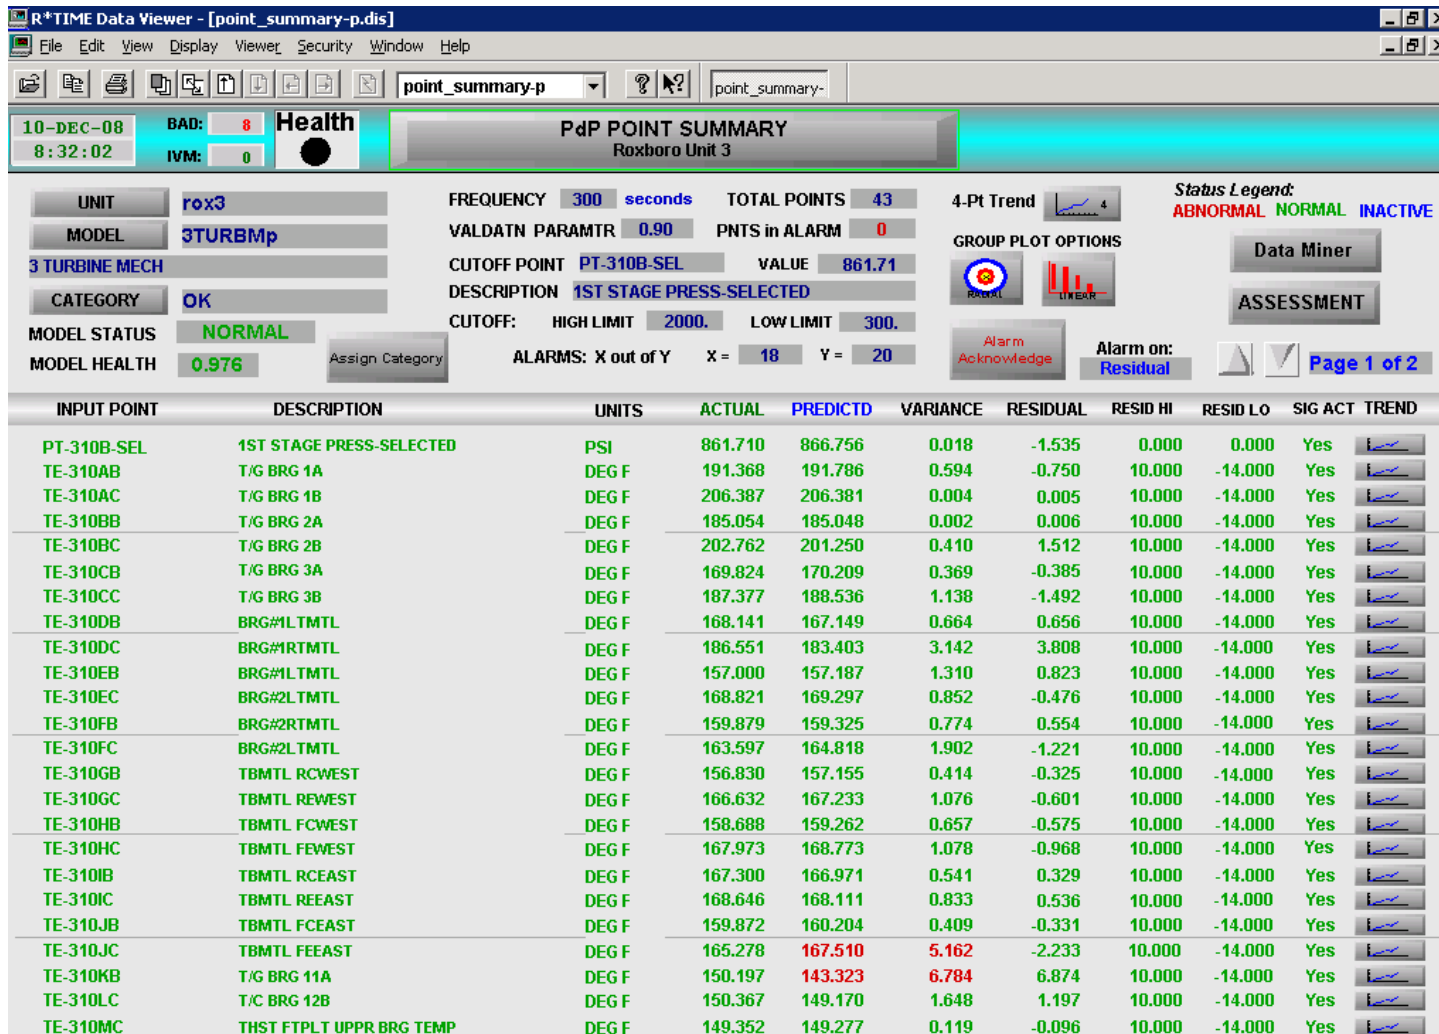 R*TIME Data Viewer - [point_summary-p.dis]
File Edit View Display Viewer Security Window Help
point_summary-p point_summary-
10-DEC-08 BAD: 8 Health PdP POINT SUMMARY
8:32:02 IVM: 0 Roxboro Unit 3
Status Legend:
UNIT rox3 FREQUENCY 300 seconds TOTAL POINTS 43 4-Pt Trend 4 ABNORMAL NORMAL INACTIVE
MODEL 3TURBMp VALDATN PARAMTR 0.90 PNTS in ALARM 0 GROUP PLOT OPTIONS Data Miner
3 TURBINE MECH CUTOFF POINT PT-310B-SEL VALUE 861.71
CATEGORY OK DESCRIPTION 1ST STAGE PRESS-SELECTED RADIAL LINEAR ASSESSMENT
MODEL STATUS NORMAL CUTOFF: HIGH LIMIT 2000. LOW LIMIT 300.
MODEL HEALTH 0.976 Assign Category ALARMS: X out of Y X = 18 Y = 20 Alarm Acknowledge Alarm on: Residual Page 1 of 2
INPUT POINT DESCRIPTION UNITS ACTUAL PREDICTD VARIANCE RESIDUAL RESID HI RESID LO SIG ACT TREND
PT-310B-SEL 1ST STAGE PRESS-SELECTED PSI 861.710 866.756 0.018 -1.535 0.000 0.000 Yes
TE-310AB T/G BRG 1A DEG F 191.368 191.786 0.594 -0.750 10.000 -14.000 Yes
TE-310AC T/G BRG 1B DEG F 206.387 206.381 0.004 0.005 10.000 -14.000 Yes
TE-310BB T/G BRG 2A DEG F 185.054 185.048 0.002 0.006 10.000 -14.000 Yes
TE-310BC T/G BRG 2B DEG F 202.762 201.250 0.410 1.512 10.000 -14.000 Yes
TE-310CB T/G BRG 3A DEG F 169.824 170.209 0.369 -0.385 10.000 -14.000 Yes
TE-310CC T/G BRG 3B DEG F 187.377 188.536 1.138 -1.492 10.000 -14.000 Yes
TE-310DB BRG#1LTMTL DEG F 168.141 167.149 0.664 0.656 10.000 -14.000 Yes
TE-310DC BRG#1RTMTL DEG F 186.551 183.403 3.142 3.808 10.000 -14.000 Yes
TE-310EB BRG#1LTMTL DEG F 157.000 157.187 1.310 0.823 10.000 -14.000 Yes
TE-310EC BRG#2LTMTL DEG F 168.821 169.297 0.852 -0.476 10.000 -14.000 Yes
TE-310FB BRG#2RTMTL DEG F 159.879 159.325 0.774 0.554 10.000 -14.000 Yes
TE-310FC BRG#2LTMTL DEG F 163.597 164.818 1.902 -1.221 10.000 -14.000 Yes
TE-310GB TBMTL RCWEST DEG F 156.830 157.155 0.414 -0.325 10.000 -14.000 Yes
TE-310GC TBMTL REWEST DEG F 166.632 167.233 1.076 -0.601 10.000 -14.000 Yes
TE-310HB TBMTL FCWEST DEG F 158.688 159.262 0.657 -0.575 10.000 -14.000 Yes
TE-310HC TBMTL FEWEST DEG F 167.973 168.773 1.078 -0.968 10.000 -14.000 Yes
TE-310IB TBMTL RCEAST DEG F 167.300 166.971 0.541 0.329 10.000 -14.000 Yes
TE-310IC TBMTL REEAST DEG F 168.646 168.111 0.833 0.536 10.000 -14.000 Yes
TE-310JB TBMTL FCEAST DEG F 159.872 160.204 0.409 -0.331 10.000 -14.000 Yes
TE-310JC TBMTL FEEAST DEG F 165.278 167.510 5.162 -2.233 10.000 -14.000 Yes
TE-310KB T/G BRG 11A DEG F 150.197 143.323 6.784 6.874 10.000 -14.000 Yes
TE-310LC T/C BRG 12B DEG F 150.367 149.170 1.648 1.197 10.000 -14.000 Yes
TE-310MC THST FTPLT UPPR BRG TEMP DEG F 149.352 149.277 0.119 -0.096 10.000 -14.000 Yes